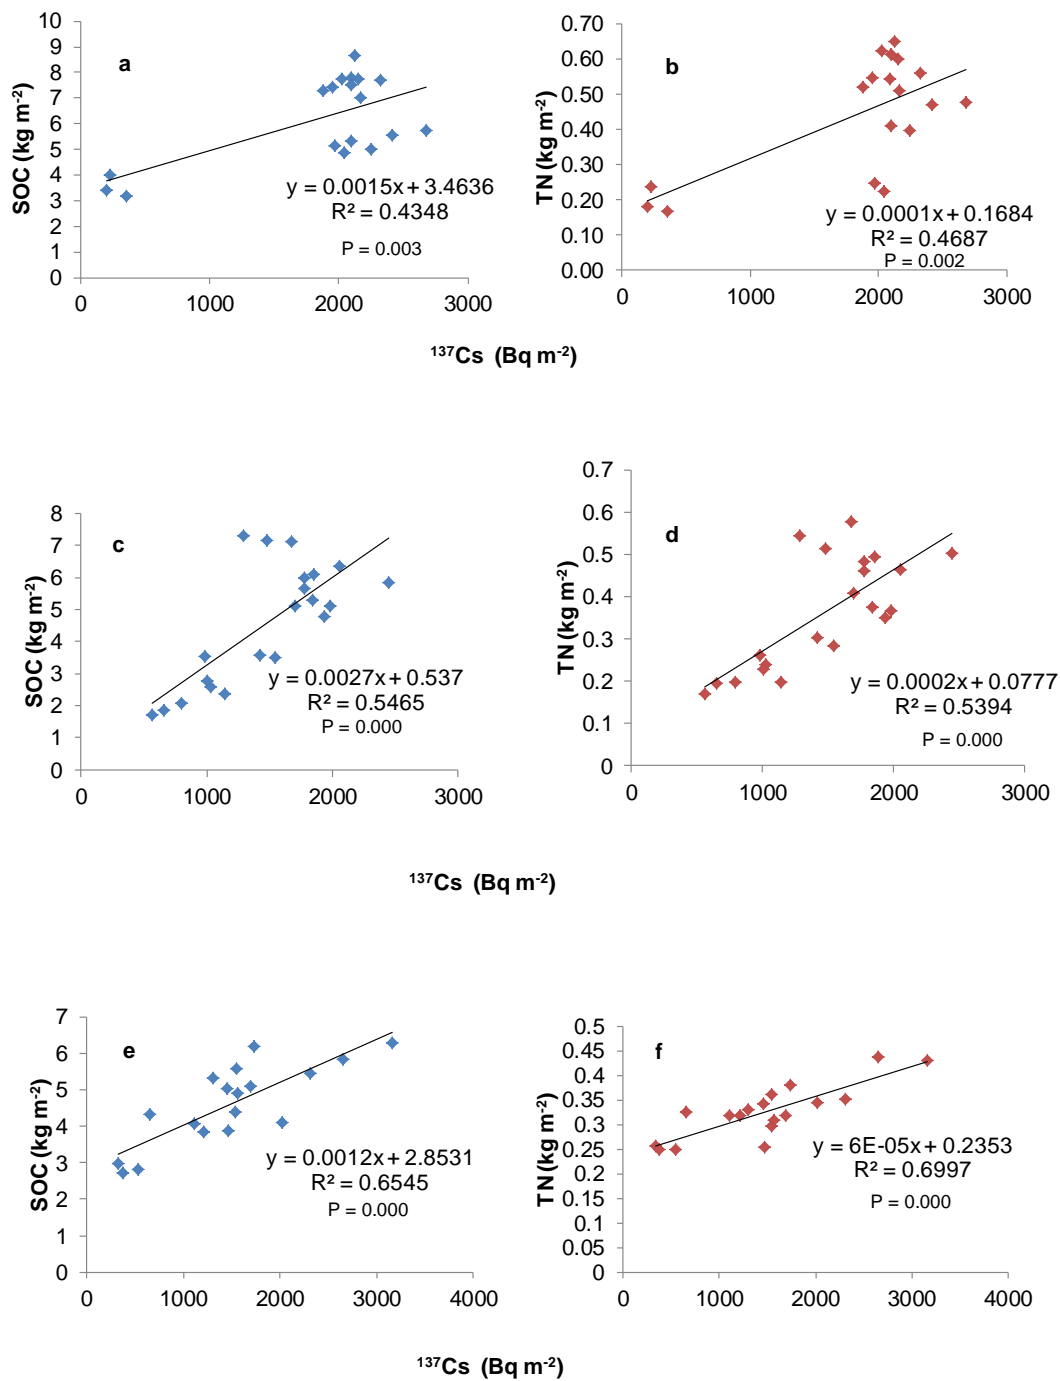 a
SOC (kg m⁻²)
10
9
8
7
6
5
4
3
2
1
0
y = 0.0015x + 3.4636
R² = 0.4348
P = 0.003
0 1000 2000 3000
b
TN (kg m⁻²)
0.70
0.60
0.50
0.40
0.30
0.20
0.10
0.00
y = 0.0001x + 0.1684
R² = 0.4687
P = 0.002
0 1000 2000 3000
¹³⁷Cs (Bq m⁻²)
c
SOC (kg m⁻²)
8
7
6
5
4
3
2
1
0
y = 0.0027x + 0.537
R² = 0.5465
P = 0.000
0 1000 2000 3000
d
TN (kg m⁻²)
0.7
0.6
0.5
0.4
0.3
0.2
0.1
0
y = 0.0002x + 0.0777
R² = 0.5394
P = 0.000
0 1000 2000 3000
¹³⁷Cs (Bq m⁻²)
e
SOC (kg m⁻²)
7
6
5
4
3
2
1
0
y = 0.0012x + 2.8531
R² = 0.6545
P = 0.000
0 1000 2000 3000 4000
f
TN (kg m⁻²)
0.5
0.45
0.4
0.35
0.3
0.25
0.2
0.15
0.1
0.05
0
y = 6E-05x + 0.2353
R² = 0.6997
P = 0.000
0 1000 2000 3000 4000
¹³⁷Cs (Bq m⁻²)